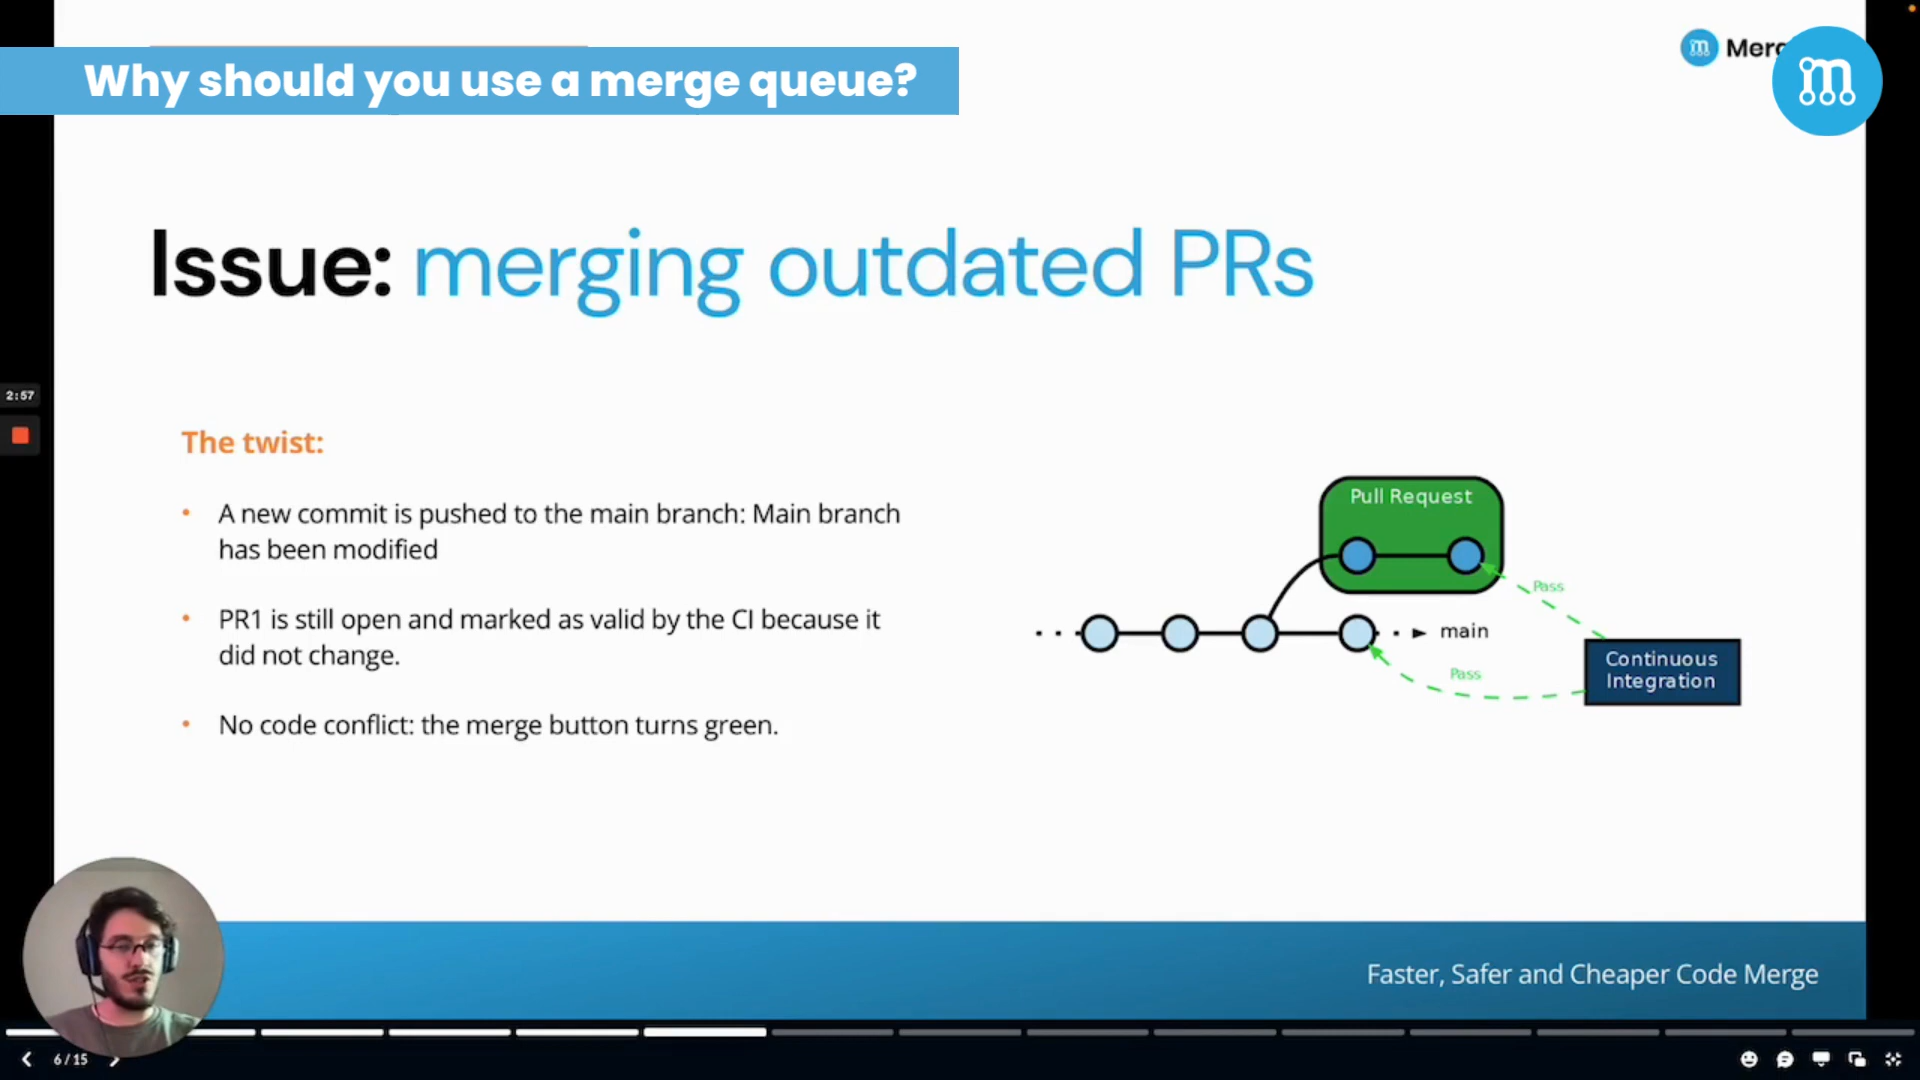 Why should you use a merge queue?
Issue: merging outdated PRs
2:57
The twist:
• A new commit is pushed to the main branch: Main branch
has been modified
• PR1 is still open and marked as valid by the CI because it
did not change.
• No code conflict: the merge button turns green.
Pull Request
Pass
main
Continuous
Integration
Pass
Faster, Safer and Cheaper Code Merge
6 / 15